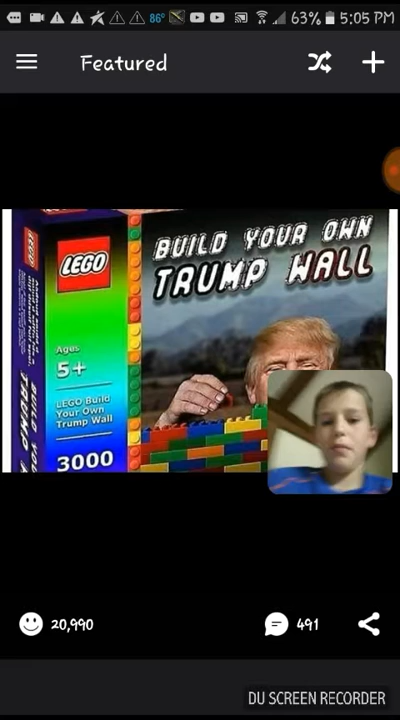 86° 63% 5:05 PM
Featured
LEGO
BUILD YOUR OWN
TRUMP WALL
LEGO
Ages
5+
LEGO Build
Your Own
Trump Wall
3000
20,990
491
DU SCREEN RECORDER